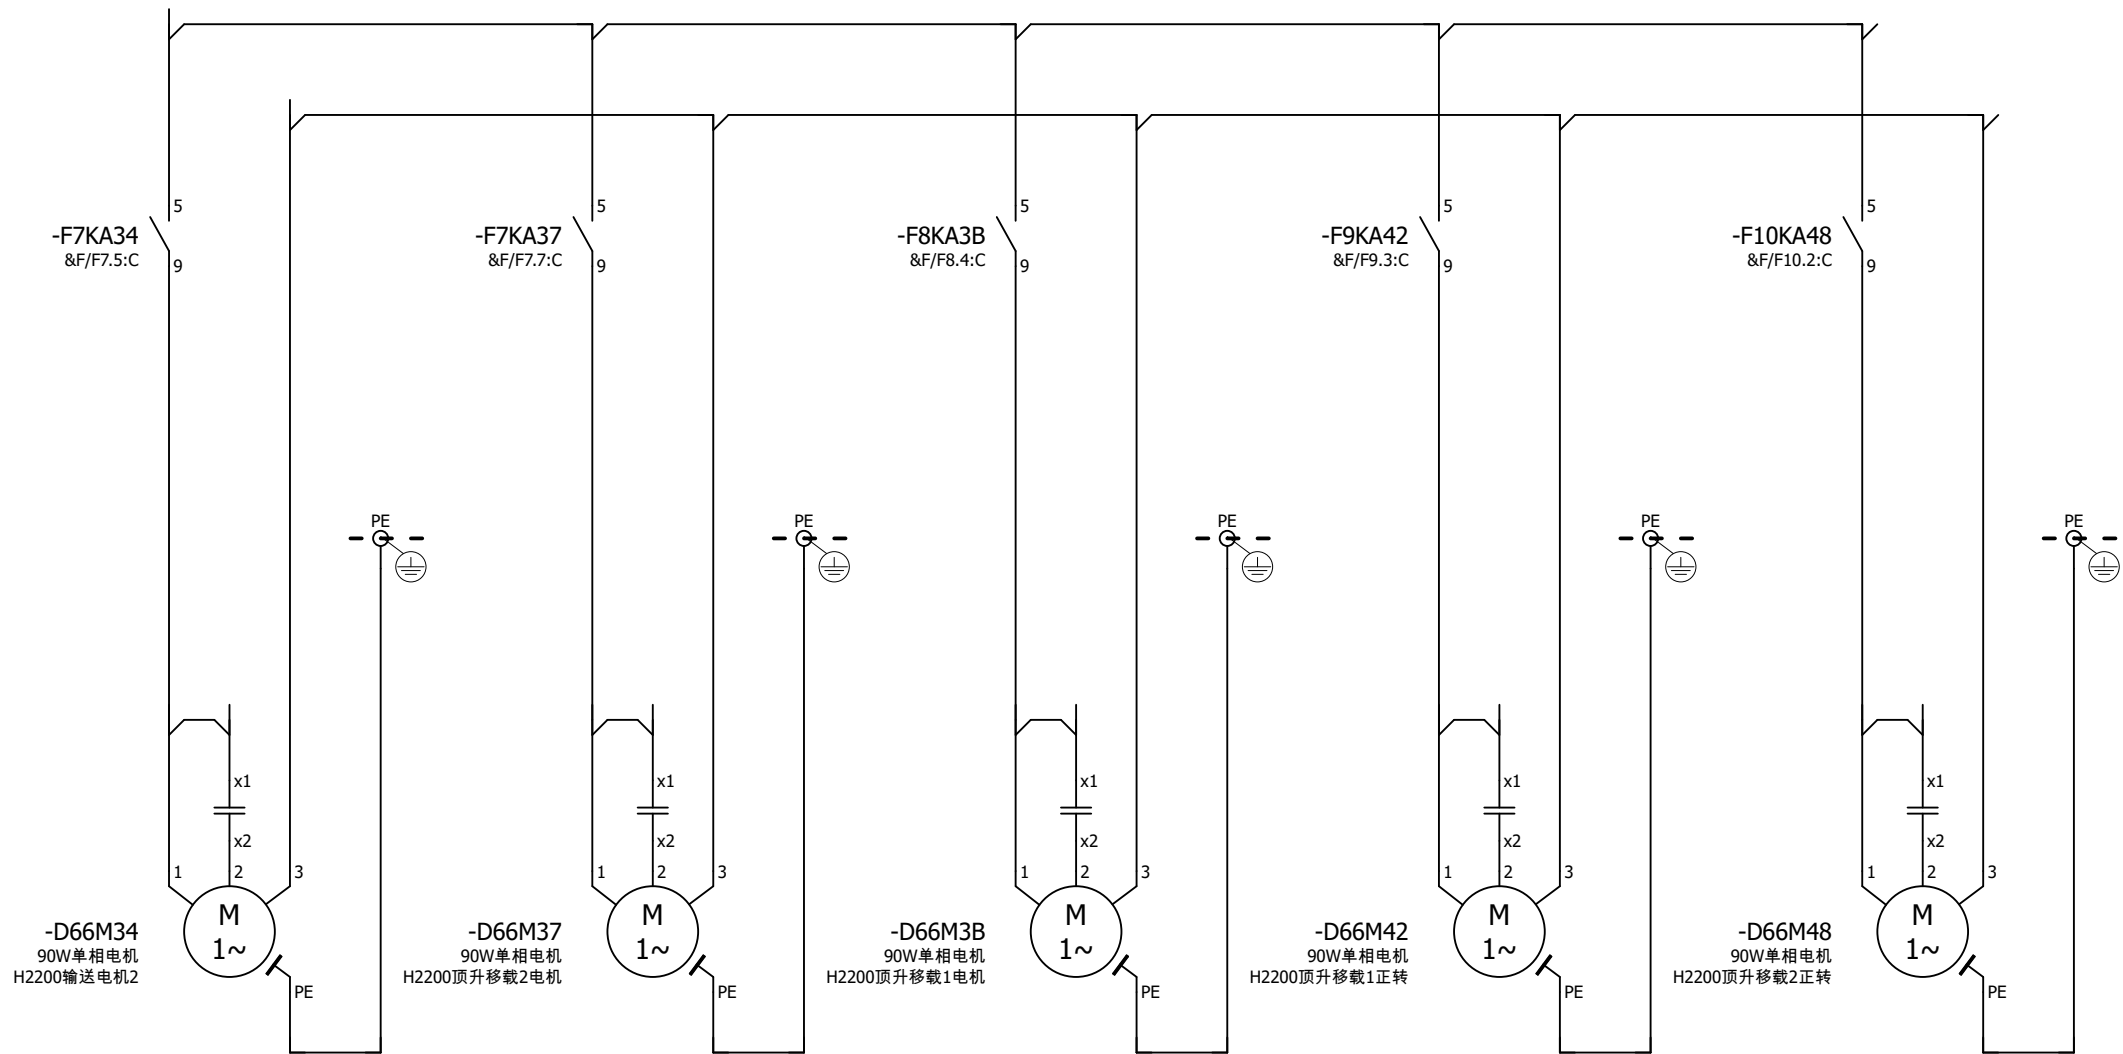 5
-F7KA34
&F/F7.5:C
9
5
-F7KA37
&F/F7.7:C
9
5
-F8KA3B
&F/F8.4:C
9
5
-F9KA42
&F/F9.3:C
9
5
-F10KA48
&F/F10.2:C
9
PE
PE
PE
PE
PE
x1
x2
1
2
3
M
1~
-D66M34
90W单相电机
H2200输送电机2
PE
x1
x2
1
2
3
M
1~
-D66M37
90W单相电机
H2200顶升移载2电机
PE
x1
x2
1
2
3
M
1~
-D66M3B
90W单相电机
H2200顶升移载1电机
PE
x1
x2
1
2
3
M
1~
-D66M42
90W单相电机
H2200顶升移载1正转
PE
x1
x2
1
2
3
M
1~
-D66M48
90W单相电机
H2200顶升移载2正转
PE